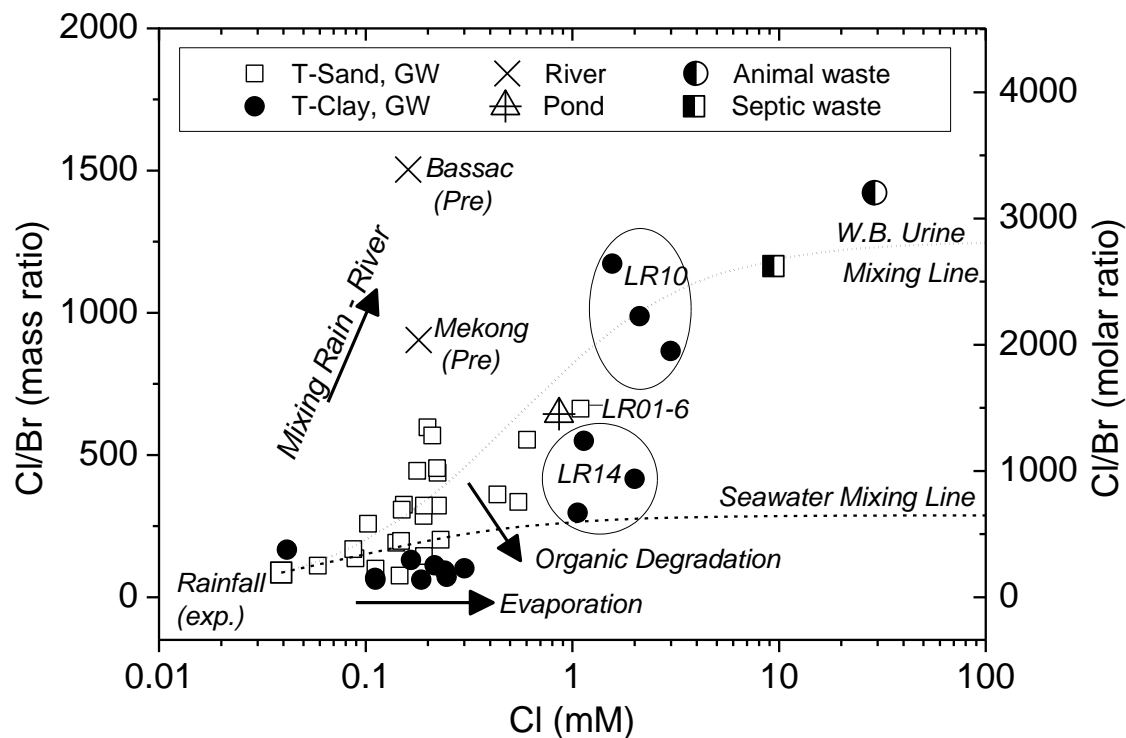 2000
1500
1000
500
0
Cl/Br (mass ratio)
T-Sand, GW
River
Animal waste
T-Clay, GW
Pond
Septic waste
Bassac
(Pre)
Mixing Rain - River
Mekong
(Pre)
W.B. Urine
Mixing Line
LR10
LR01-6
LR14
Seawater Mixing Line
Organic Degradation
Rainfall
(exp.)
Evaporation
4000
3000
2000
1000
0
Cl/Br (molar ratio)
0.01
0.1
1
10
100
Cl (mM)